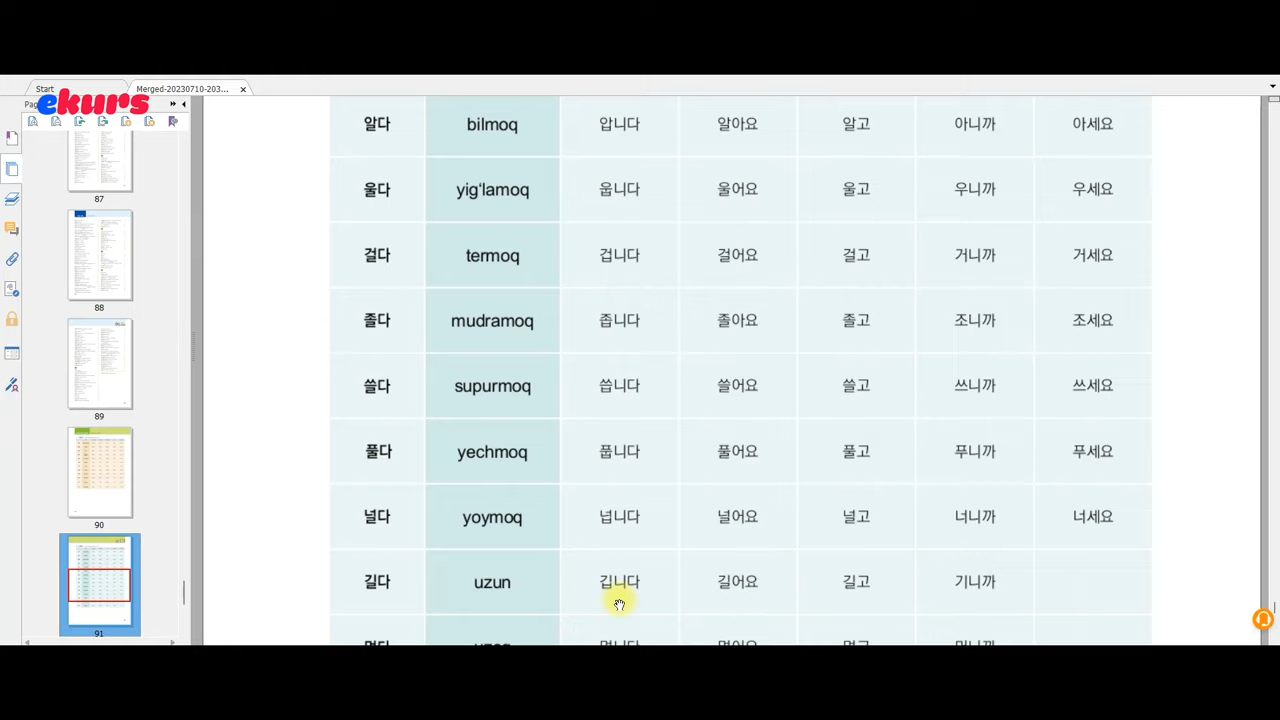 Start
Merged-20230710-203...
ekurs
87
알다 bilmoq 압니다 알아요 알고 아니까 아세요
울다 yig'lamoq 웁니다 울어요 울고 우니까 우세요
88
걸다 termoq 겁니다 걸어요 걸고 거니까 거세요
졸다 mudramoq 좁니다 졸아요 졸고 조니까 조세요
쓸다 supurmoq 씁니다 쓸어요 쓸고 쓰니까 쓰세요
89
풀다 yechmoq 풉니다 풀어요 풀고 푸니까 푸세요
널다 yoymoq 넙니다 널어요 널고 너니까 너세요
90
길다 uzun 깁니다 길어요 길고 기니까
91